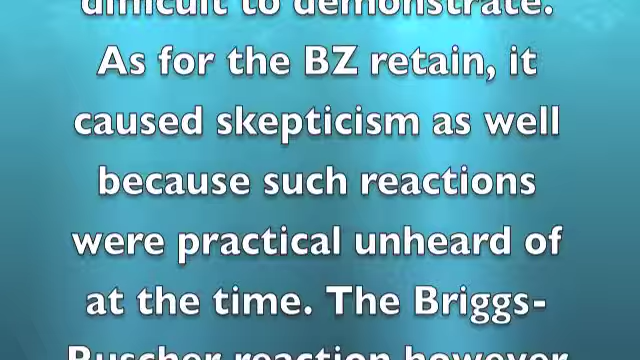 difficult to demonstrate.
As for the BZ retain, it
caused skepticism as well
because such reactions
were practical unheard of
at the time. The Briggs-
Ruscher reaction however